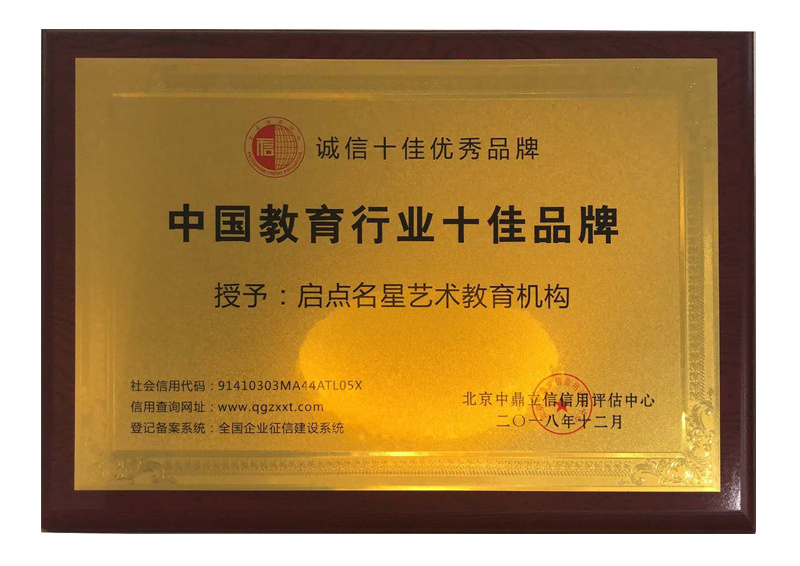 信
诚信十佳优秀品牌
中国教育行业十佳品牌
授予：启点名星艺术教育机构
社会信用代码：91410303MA44ATL05X
信用查询网址：www.qgzxxt.com
登记备案系统：全国企业征信建设系统
北京中鼎立信信用评估中心
二〇一八年十二月